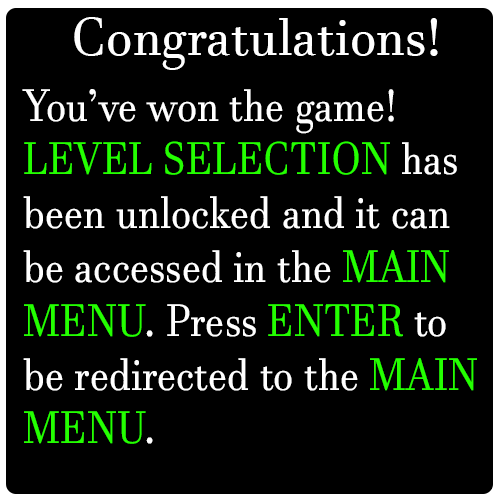 Congratulations!
You’ve won the game!
LEVEL SELECTION has
been unlocked and it can
be accessed in the MAIN
MENU. Press ENTER to
be redirected to the MAIN
MENU.